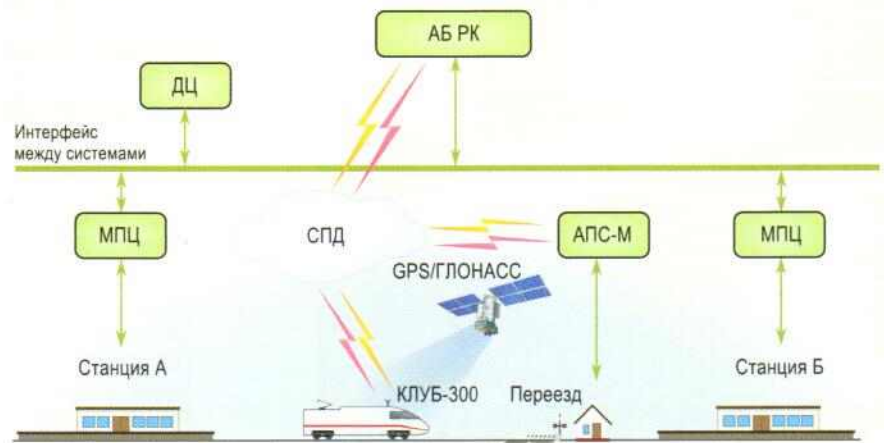 АБ РК
ДЦ
Интерфейс
между системами
МПЦ
СПД
АПС-М
МПЦ
GPS/ГЛОНАСС
Станция А
КЛУБ-300
Переезд
Станция Б